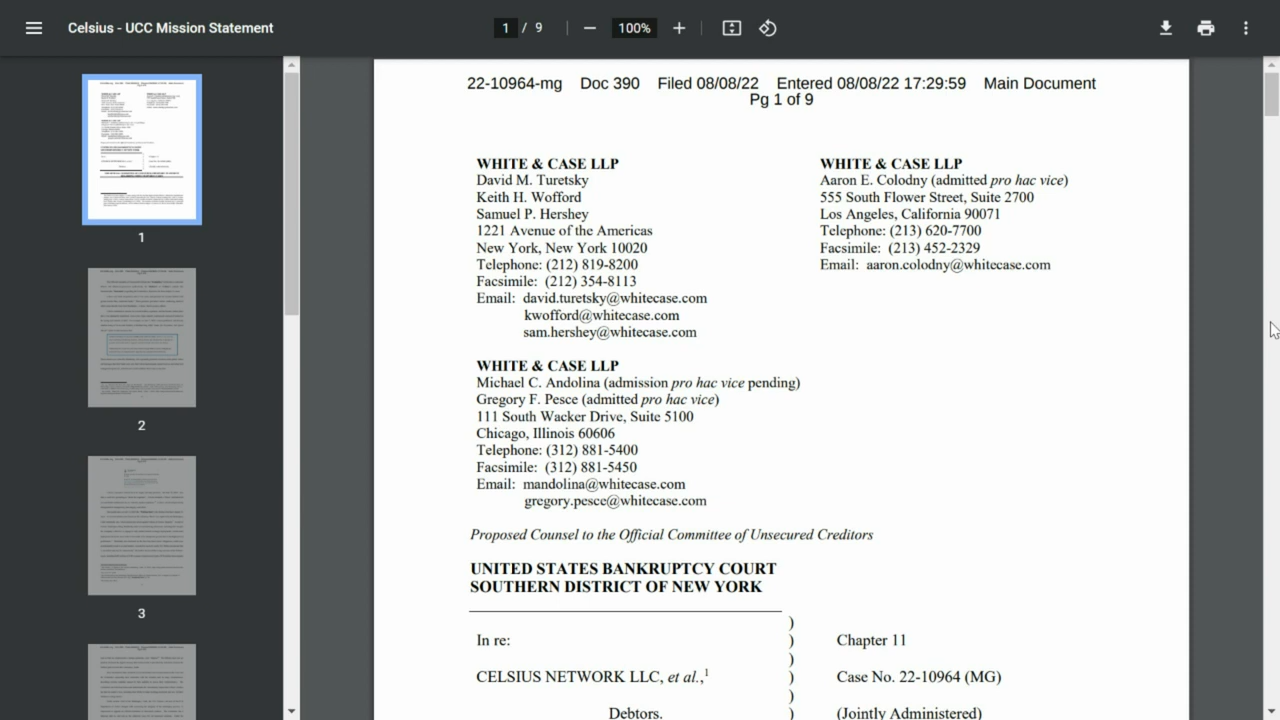 Celsius - UCC Mission Statement
1 / 9
100%
1
2
3
22-10964-mg Doc 390 Filed 08/08/22 Entered 08/08/22 17:29:59 Main Document
Pg 1 of 9
WHITE & CASE LLP
David M. Turetsky
Keith H. Wofford
Samuel P. Hershey
1221 Avenue of the Americas
New York, New York 10020
Telephone: (212) 819-8200
Facsimile: (212) 354-8113
Email: david.turetsky@whitecase.com
kwofford@whitecase.com
sam.hershey@whitecase.com
WHITE & CASE LLP
Aaron E. Colodny (admitted pro hac vice)
555 South Flower Street, Suite 2700
Los Angeles, California 90071
Telephone: (213) 620-7700
Facsimile: (213) 452-2329
Email: aaron.colodny@whitecase.com
WHITE & CASE LLP
Michael C. Andolina (admission pro hac vice pending)
Gregory F. Pesce (admitted pro hac vice)
111 South Wacker Drive, Suite 5100
Chicago, Illinois 60606
Telephone: (312) 881-5400
Facsimile: (312) 881-5450
Email: mandolina@whitecase.com
gregory.pesce@whitecase.com
Proposed Counsel to the Official Committee of Unsecured Creditors
UNITED STATES BANKRUPTCY COURT
SOUTHERN DISTRICT OF NEW YORK
)
In re: ) Chapter 11
)
CELSIUS NETWORK LLC, et al.,1 ) Case No. 22-10964 (MG)
)
Debtors. ) (Jointly Administered)